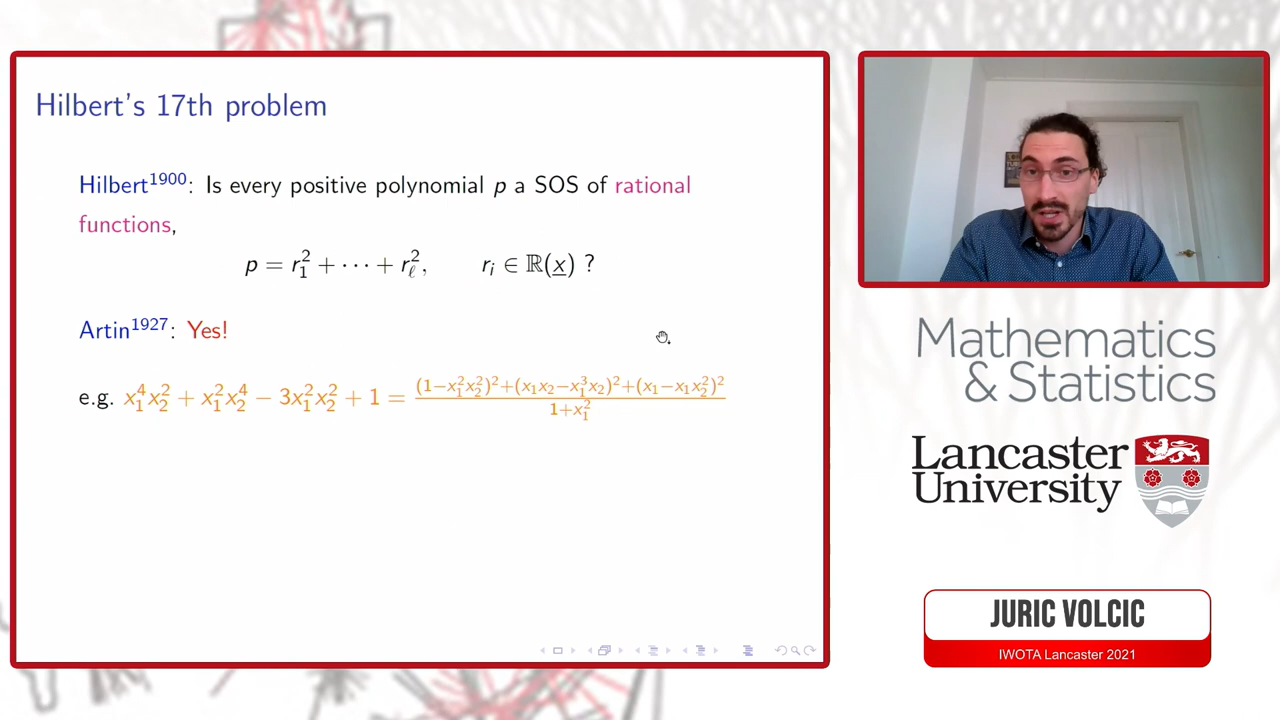 Hilbert's 17th problem
Hilbert¹⁹⁰⁰: Is every positive polynomial p a SOS of rational
functions,
p = r₁² + ··· + r_ℓ², rᵢ ∈ ℝ(x̲) ?
Artin¹⁹²⁷: Yes!
e.g. x₁⁴x₂² + x₁²x₂⁴ − 3x₁²x₂² + 1 = ((1−x₁²x₂²)²+(x₁x₂−x₁³x₂)²+(x₁−x₁x₂²)²)/(1+x₁²)
Mathematics
& Statistics
Lancaster
University
JURIC VOLCIC
IWOTA Lancaster 2021